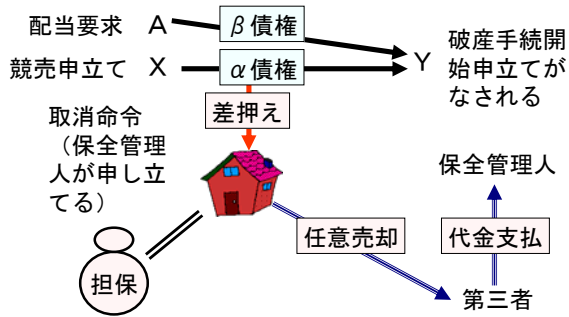 配当要求 A β債権
競売申立て X α債権 Y
破産手続開
始申立てが
なされる
差押え
取消命令
(保全管理
人が申し立
てる)
保全管理人
任意売却
代金支払
担保
第三者